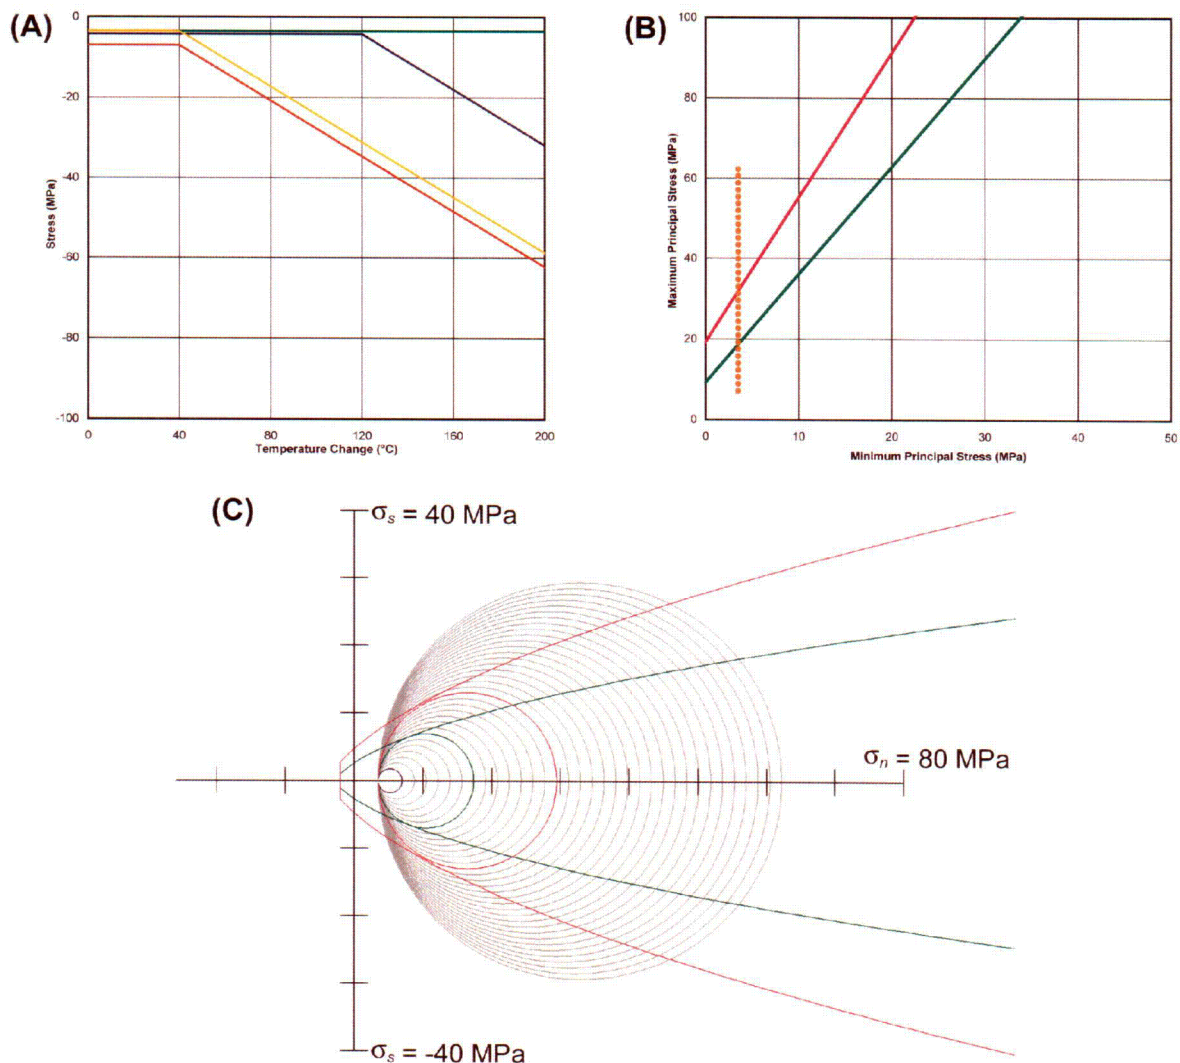 (A)
0
-20
-40
-60
-80
-100
Stress (MPa)
0 40 80 120 160 200
Temperature Change (°C)
(B)
100
80
60
40
20
0
Maximum Principal Stress (MPa)
0 10 20 30 40 50
Minimum Principal Stress (MPa)
(C)
σs = 40 MPa
σn = 80 MPa
σs = -40 MPa